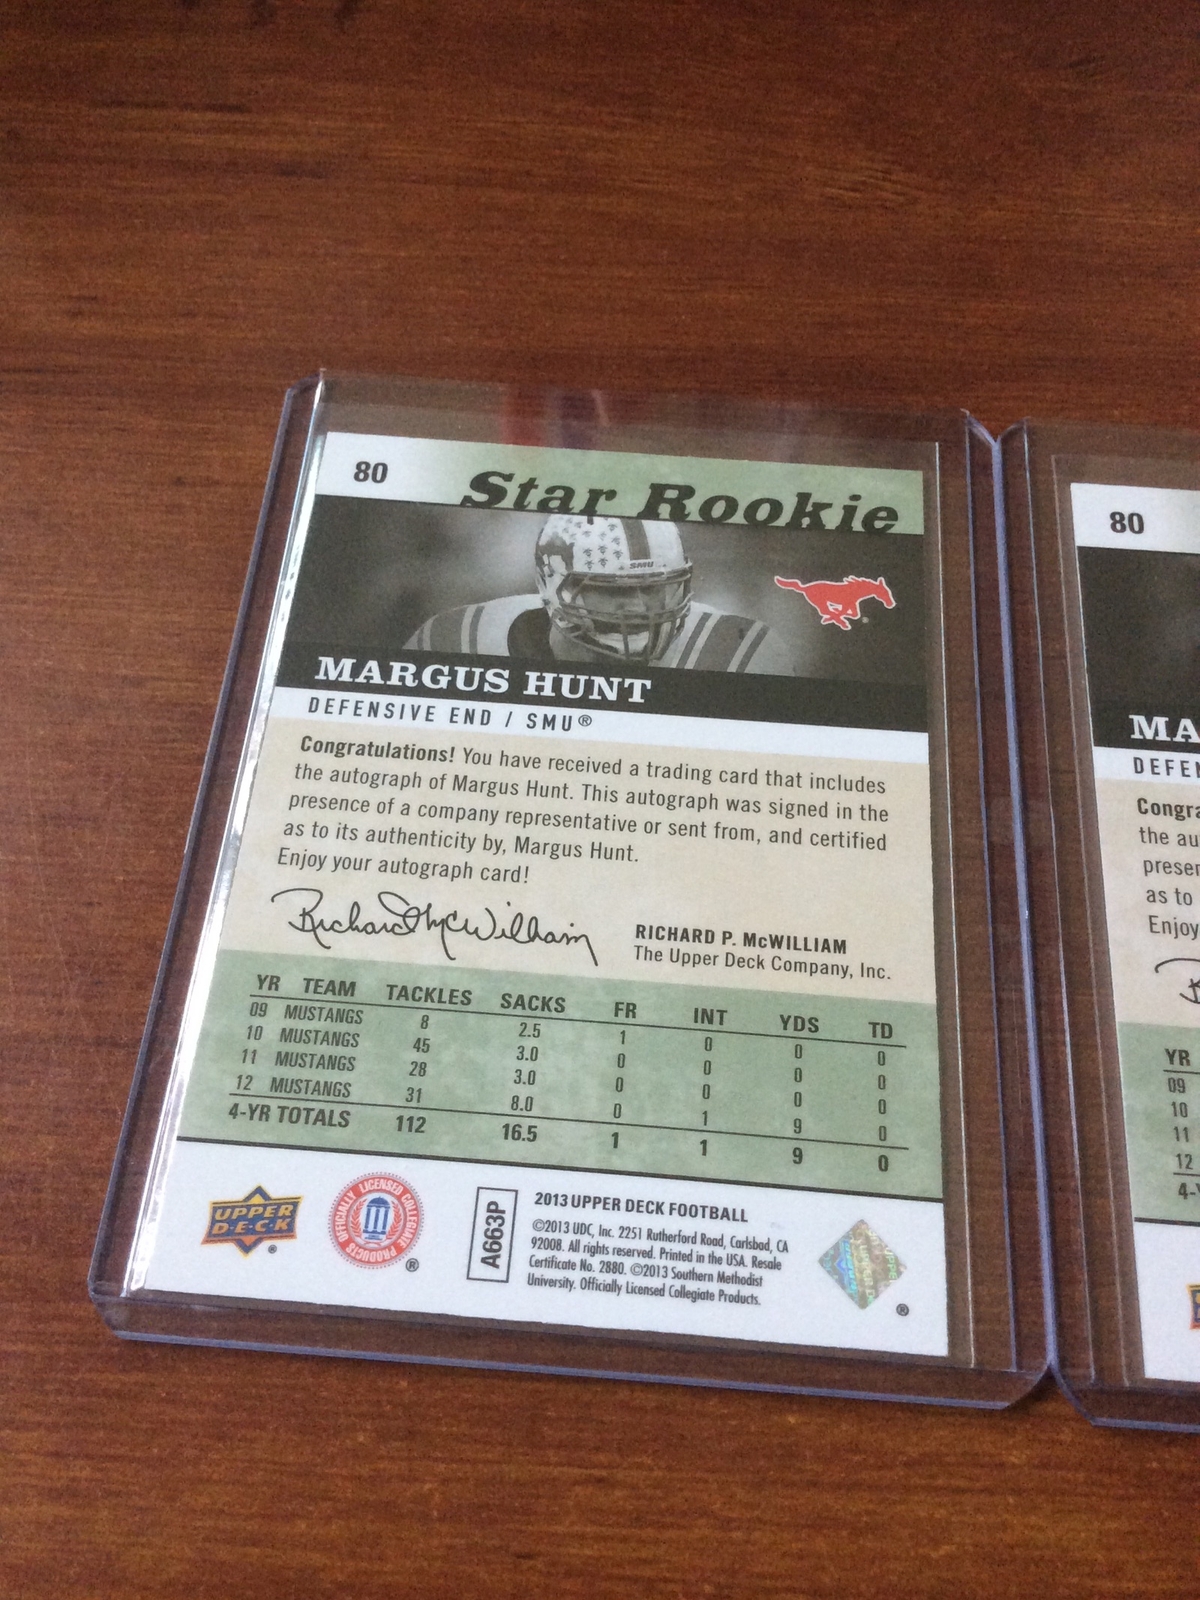 80
Star Rookie
SMU
MARGUS HUNT
DEFENSIVE END / SMU®
Congratulations! You have received a trading card that includes
the autograph of Margus Hunt. This autograph was signed in the
presence of a company representative or sent from, and certified
as to its authenticity by, Margus Hunt.
Enjoy your autograph card!
Richard McWilliam
RICHARD P. McWILLIAM
The Upper Deck Company, Inc.
YR TEAM TACKLES SACKS FR INT YDS TD
09 MUSTANGS 8 2.5 1 0 0 0
10 MUSTANGS 45 3.0 0 0 0 0
11 MUSTANGS 28 3.0 0 0 0 0
12 MUSTANGS 31 8.0 0 1 9 0
4-YR TOTALS 112 16.5 1 1 9 0
UPPER
D·E·C·K ®
OFFICIALLY LICENSED COLLEGIATE PRODUCTS ®
A663P
2013 UPPER DECK FOOTBALL
©2013 UDC, Inc. 2251 Rutherford Road, Carlsbad, CA
92008. All rights reserved. Printed in the USA. Resale
Certificate No. 2880. ©2013 Southern Methodist
University. Officially Licensed Collegiate Products.
®
80
MA
DEFEN
Congra
the au
presen
as to
Enjoy
YR
09
10
11
12
4-Y